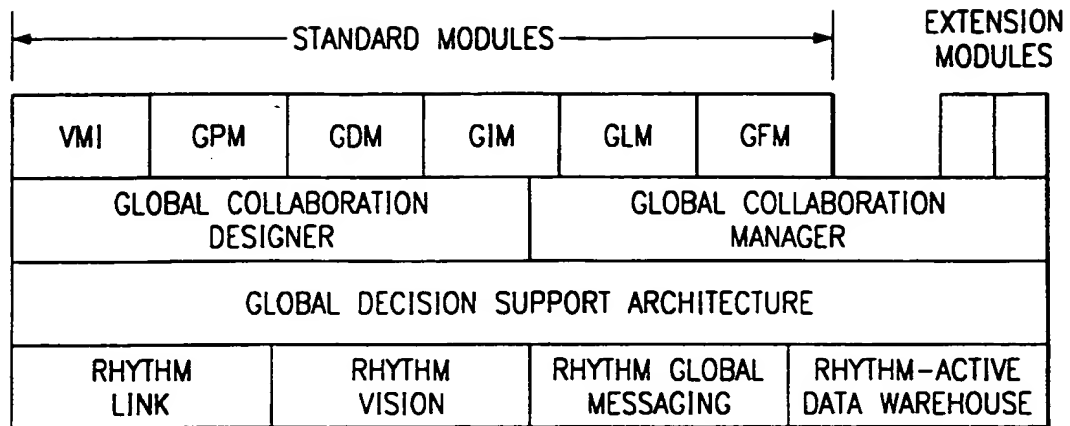 STANDARD MODULES
EXTENSION
MODULES
VMI GPM GDM GIM GLM GFM
GLOBAL COLLABORATION
DESIGNER
GLOBAL COLLABORATION
MANAGER
GLOBAL DECISION SUPPORT ARCHITECTURE
RHYTHM
LINK
RHYTHM
VISION
RHYTHM GLOBAL
MESSAGING
RHYTHM-ACTIVE
DATA WAREHOUSE